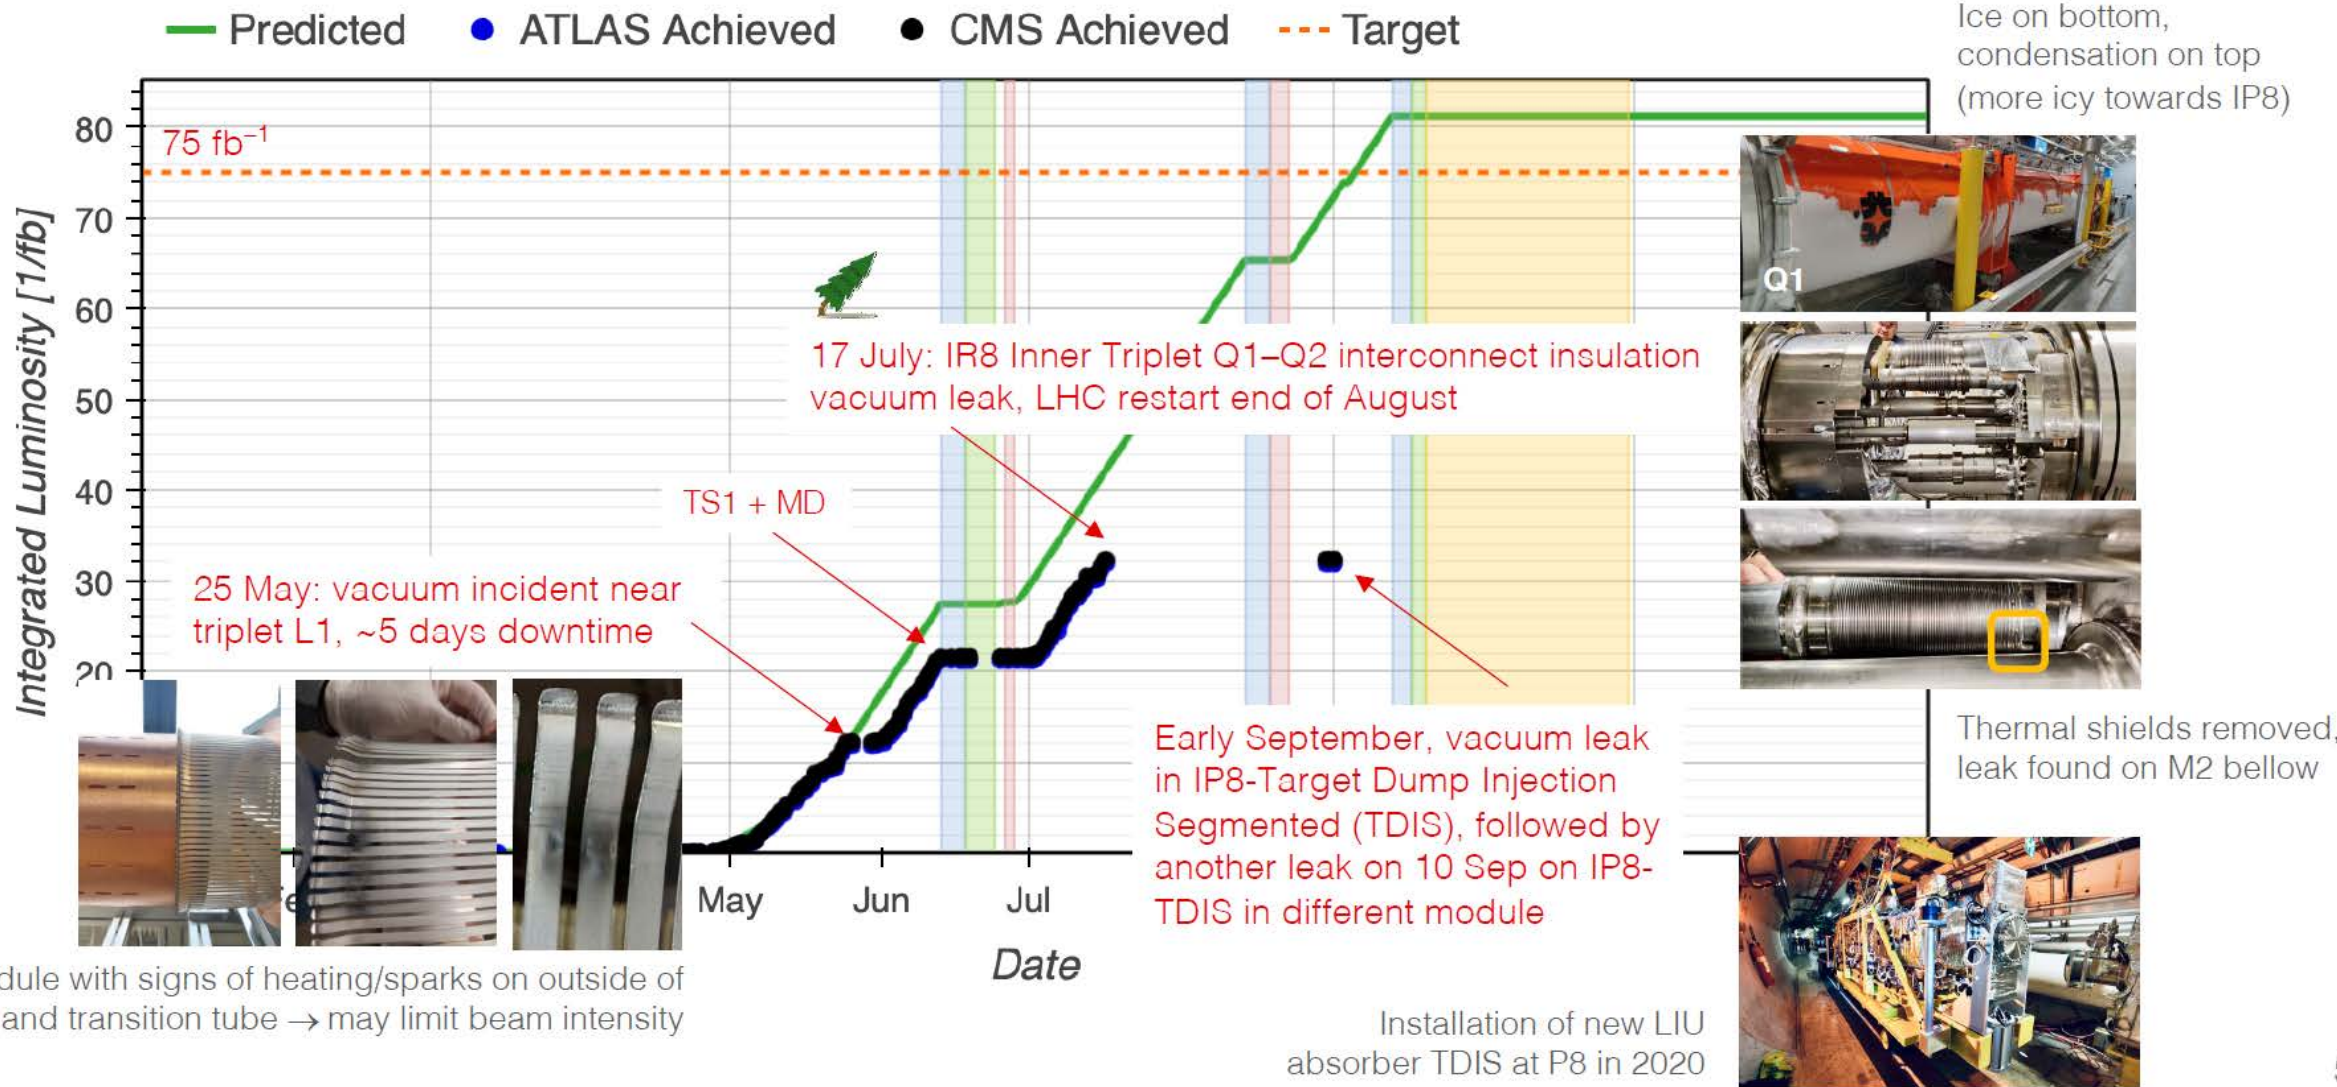 Predicted ATLAS Achieved CMS Achieved Target
Ice on bottom,
condensation on top
(more icy towards IP8)
Integrated Luminosity [1/fb]
80
70
60
50
40
30
20
75 fb⁻¹
Q1
17 July: IR8 Inner Triplet Q1–Q2 interconnect insulation
vacuum leak, LHC restart end of August
TS1 + MD
25 May: vacuum incident near
triplet L1, ~5 days downtime
Early September, vacuum leak
in IP8-Target Dump Injection
Segmented (TDIS), followed by
another leak on 10 Sep on IP8-
TDIS in different module
Thermal shields removed,
leak found on M2 bellow
May Jun Jul
Date
dule with signs of heating/sparks on outside of
and transition tube → may limit beam intensity
Installation of new LIU
absorber TDIS at P8 in 2020